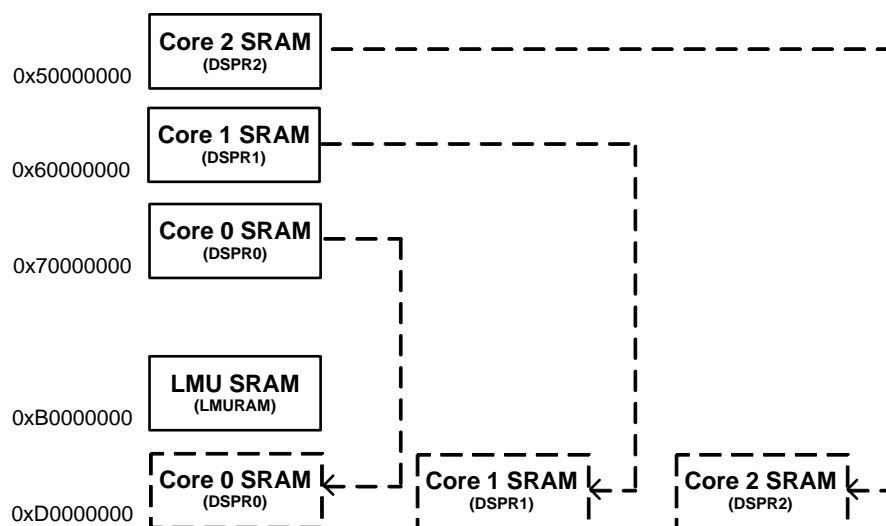 Core 2 SRAM
(DSPR2)
0x50000000
Core 1 SRAM
(DSPR1)
0x60000000
Core 0 SRAM
(DSPR0)
0x70000000
LMU SRAM
(LMURAM)
0xB0000000
Core 0 SRAM
(DSPR0)
Core 1 SRAM
(DSPR1)
Core 2 SRAM
(DSPR2)
0xD0000000